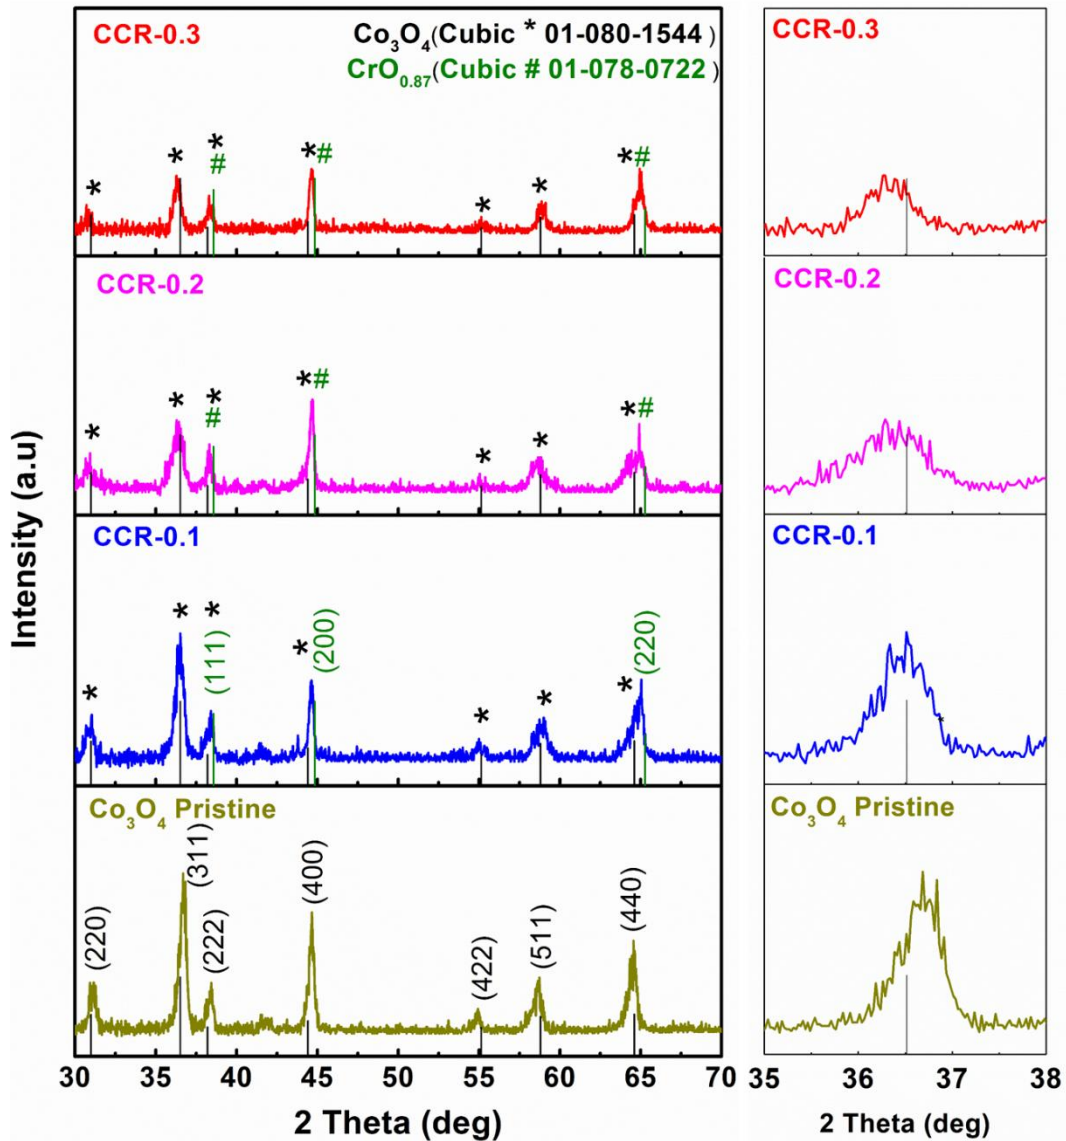 CCR-0.3
Co₃O₄(Cubic * 01-080-1544 )
CrO₀.₈₇(Cubic # 01-078-0722 )
* * * # * # * * * #
CCR-0.2
* * * # * # * * * #
CCR-0.1
* * * (111) * (200) * * * (220)
Co₃O₄ Pristine
(220) (311) (222) (400) (422) (511) (440)
30 35 40 45 50 55 60 65 70
2 Theta (deg)
Intensity (a.u)
CCR-0.3
CCR-0.2
CCR-0.1
*
Co₃O₄ Pristine
35 36 37 38
2 Theta (deg)